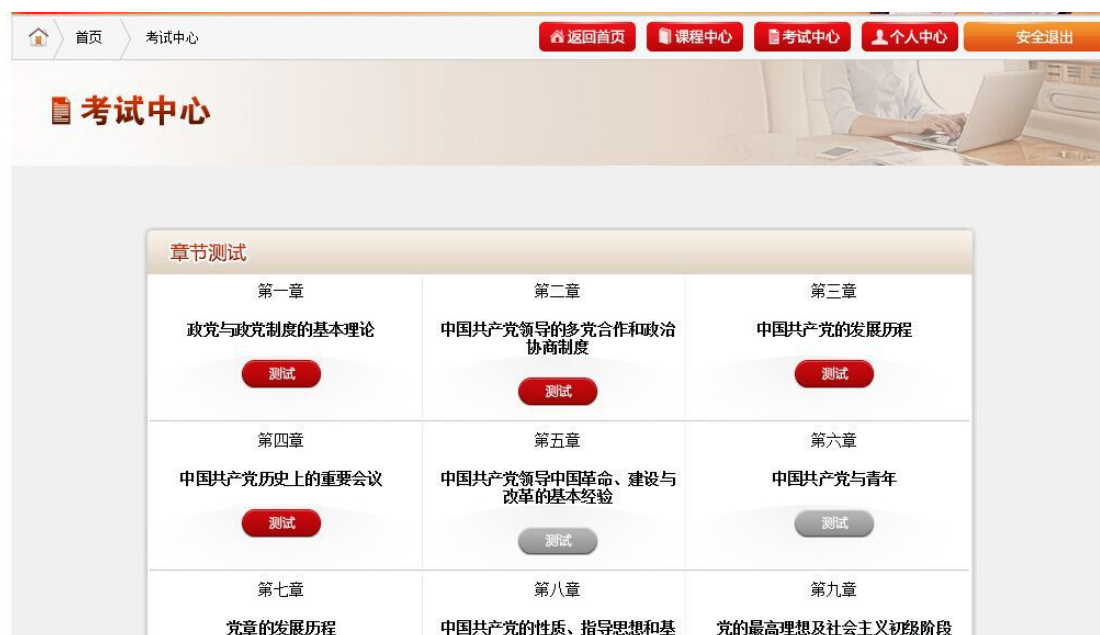 首页
考试中心
返回首页
课程中心
考试中心
个人中心
安全退出
考试中心
章节测试
第一章
政党与政党制度的基本理论
测试
第二章
中国共产党领导的多党合作和政治
协商制度
测试
第三章
中国共产党的发展历程
测试
第四章
中国共产党历史上的重要会议
测试
第五章
中国共产党领导中国革命、建设与
改革的基本经验
测试
第六章
中国共产党与青年
测试
第七章
党章的发展历程
第八章
中国共产党的性质、指导思想和基
第九章
党的最高理想及社会主义初级阶段